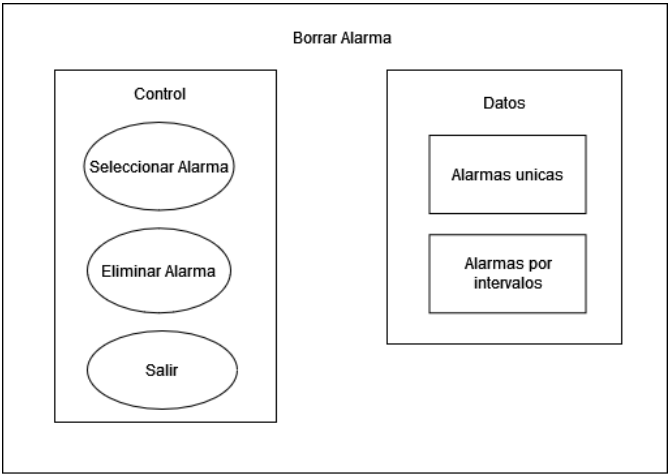 Borrar Alarma
Control
Seleccionar Alarma
Eliminar Alarma
Salir
Datos
Alarmas unicas
Alarmas por
intervalos